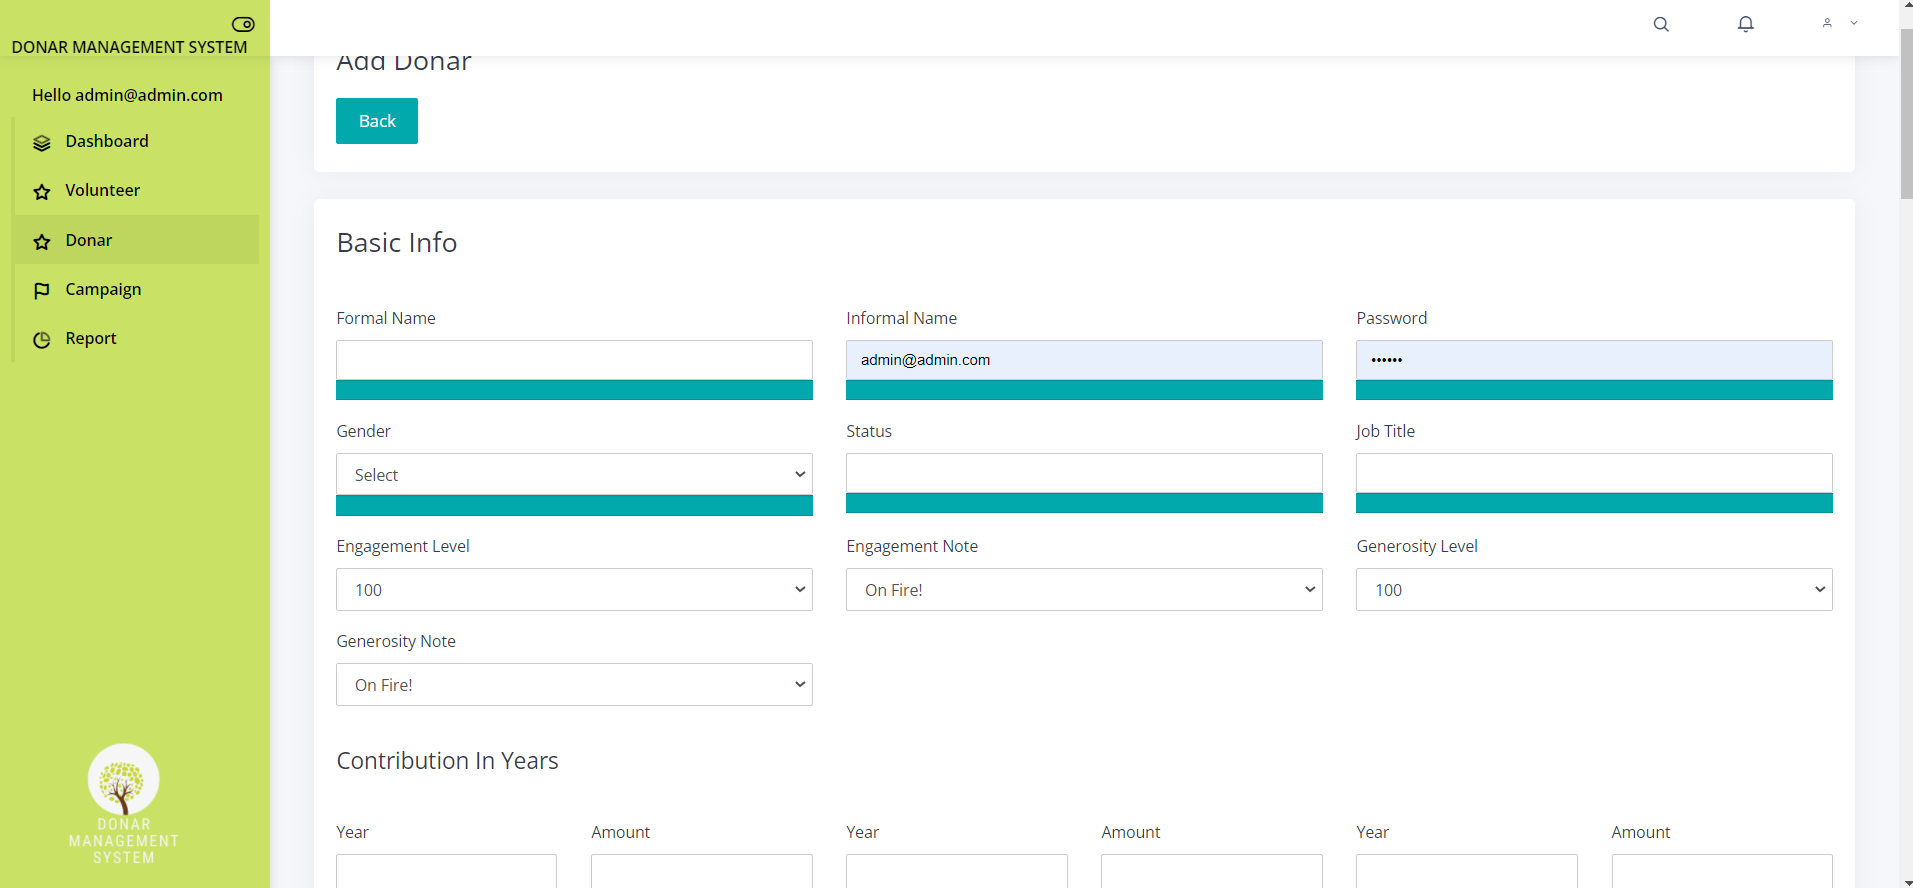 DONAR MANAGEMENT SYSTEM
Hello admin@admin.com
Dashboard
Volunteer
Donar
Campaign
Report
DONAR
MANAGEMENT
SYSTEM
Add Donar
Back
Basic Info
Formal Name
Informal Name
Password
admin@admin.com
••••••
Gender
Status
Job Title
Select
Engagement Level
Engagement Note
Generosity Level
100
On Fire!
100
Generosity Note
On Fire!
Contribution In Years
Year
Amount
Year
Amount
Year
Amount